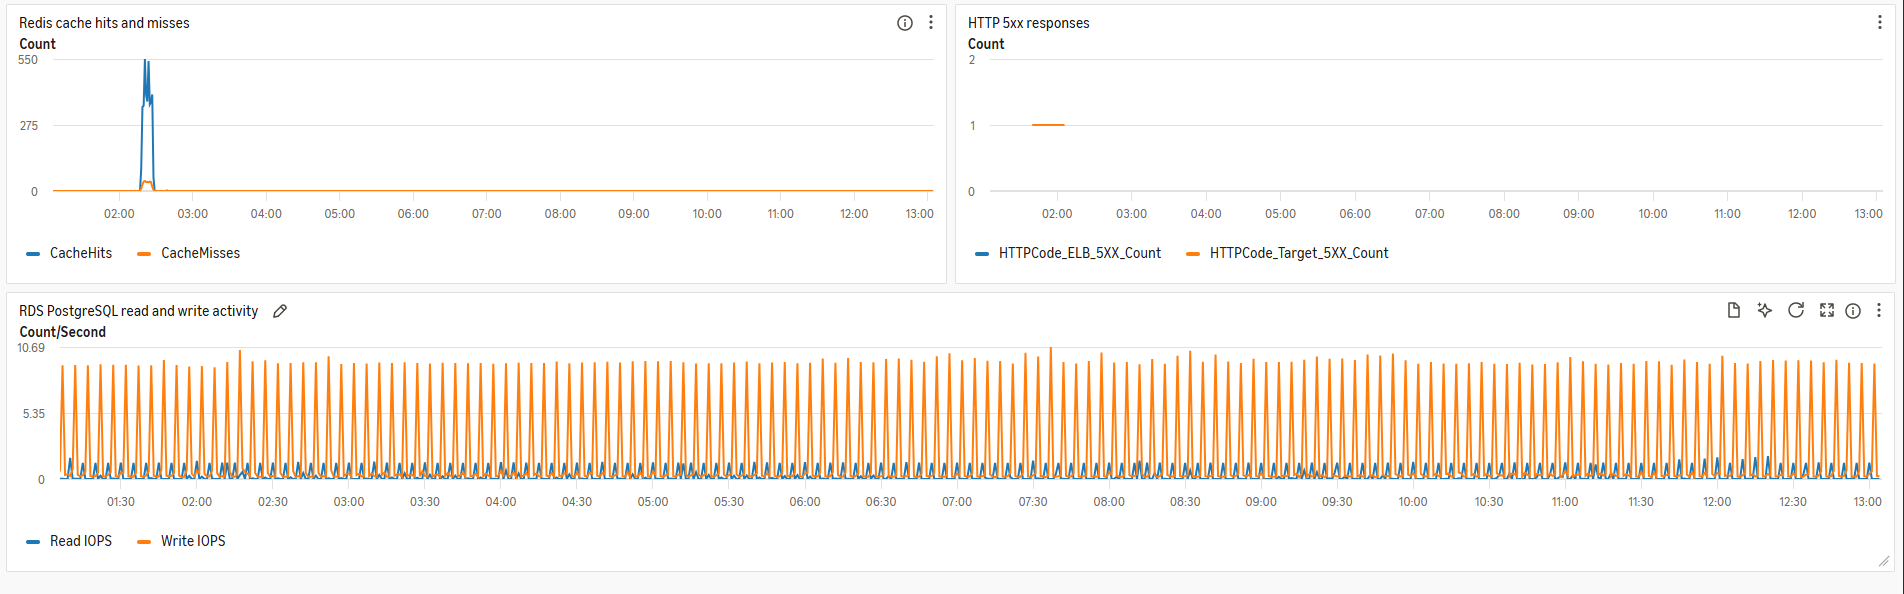 Redis cache hits and misses
Count
550
275
0
02:00 03:00 04:00 05:00 06:00 07:00 08:00 09:00 10:00 11:00 12:00 13:00
CacheHits CacheMisses
HTTP 5xx responses
Count
2
1
0
02:00 03:00 04:00 05:00 06:00 07:00 08:00 09:00 10:00 11:00 12:00 13:00
HTTPCode_ELB_5XX_Count HTTPCode_Target_5XX_Count
RDS PostgreSQL read and write activity
Count/Second
10.69
5.35
0
01:30 02:00 02:30 03:00 03:30 04:00 04:30 05:00 05:30 06:00 06:30 07:00 07:30 08:00 08:30 09:00 09:30 10:00 10:30 11:00 11:30 12:00 12:30 13:00
Read IOPS Write IOPS